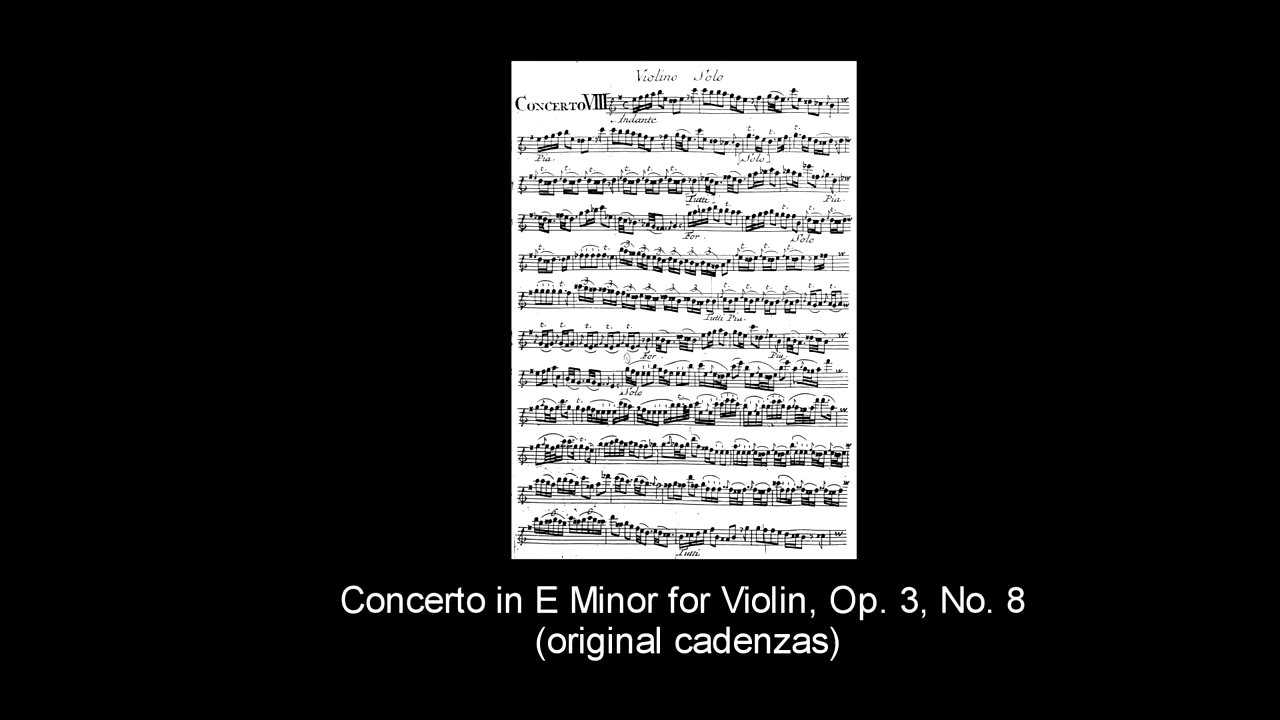 Violino Solo
CONCERTO VIII
Andante
Pia.
[Solo]
t. t. t.
t. t. t. t. t. t.
Tutti.
Pia.
t. t. t.
For.
Solo
t. t. t. t. t.
t. t. t. t. t.
Tutti Pia.
t. t. t. t.
For.
Pia.
Solo
Tutti
Concerto in E Minor for Violin, Op. 3, No. 8
(original cadenzas)